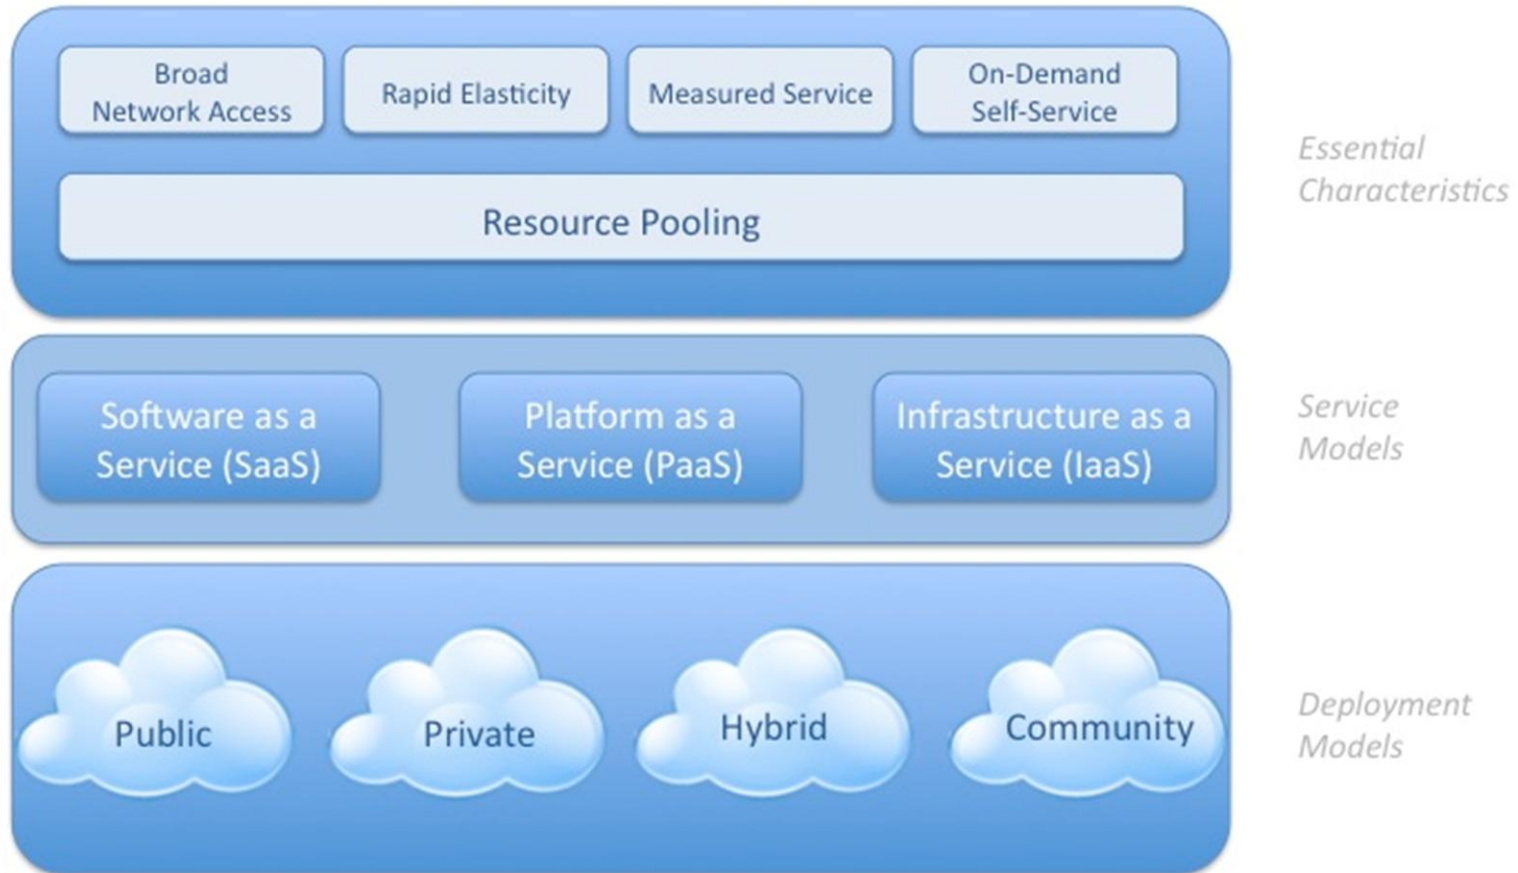 Broad
Network Access
Rapid Elasticity
Measured Service
On-Demand
Self-Service
Resource Pooling
Essential
Characteristics
Software as a
Service (SaaS)
Platform as a
Service (PaaS)
Infrastructure as a
Service (IaaS)
Service
Models
Public
Private
Hybrid
Community
Deployment
Models